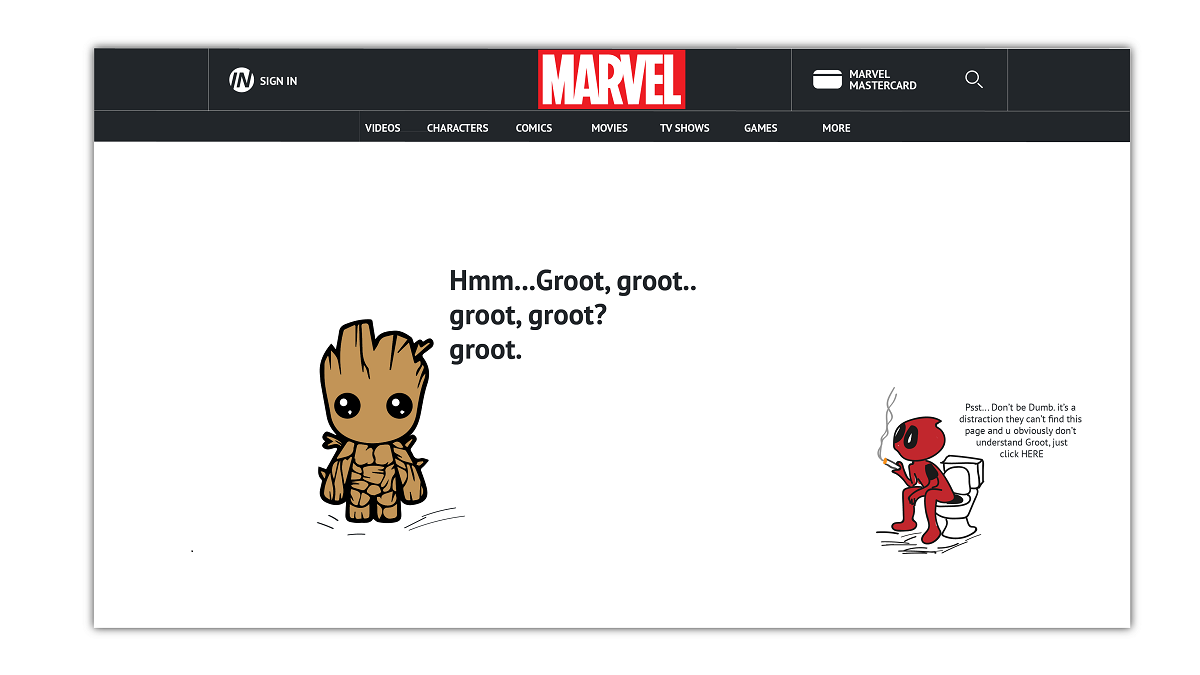 IN SIGN IN
MARVEL
MARVEL
MASTERCARD
VIDEOS CHARACTERS COMICS MOVIES TV SHOWS GAMES MORE
Hmm...Groot, groot..
groot, groot?
groot.
Psst... Don't be Dumb. it's a
distraction they can't find this
page and u obviously don't
understand Groot, just
click HERE